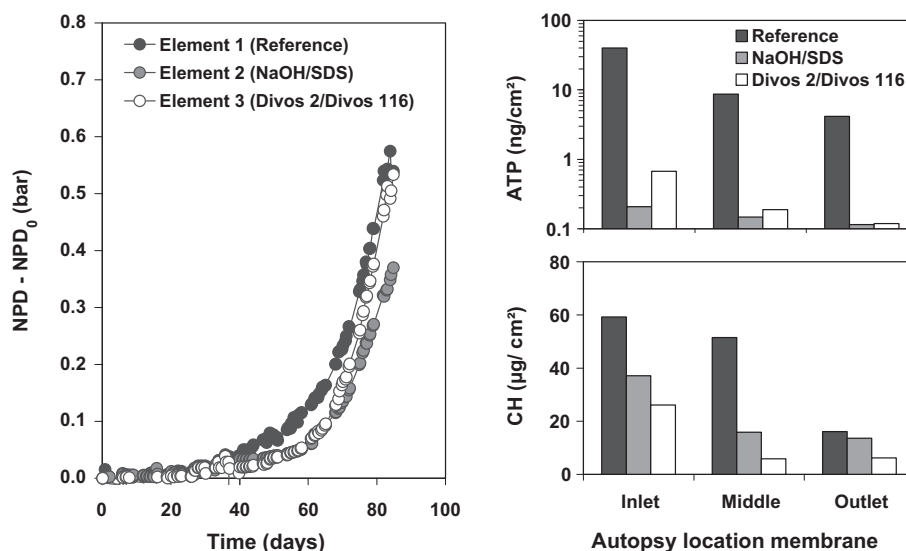 0.8
0.7
0.6
0.5
0.4
0.3
0.2
0.1
0.0
NPD - NPD₀ (bar)
Element 1 (Reference)
Element 2 (NaOH/SDS)
Element 3 (Divos 2/Divos 116)
0 20 40 60 80 100
Time (days)
100
10
1
0.1
ATP (ng/cm²)
Reference
NaOH/SDS
Divos 2/Divos 116
80
60
40
20
0
CH (µg/ cm²)
Inlet Middle Outlet
Autopsy location membrane